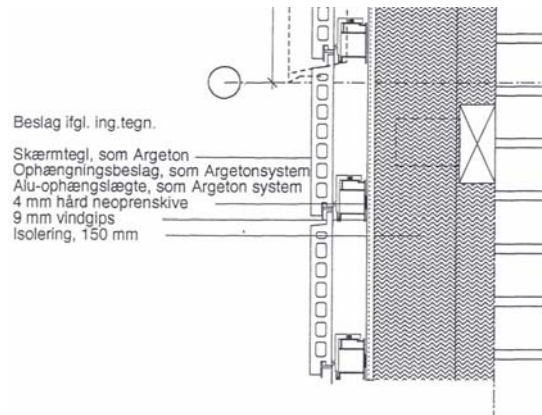 Beslag ifgl. ing.tegn.
Skærmtegl, som Argeton
Ophængningsbeslag, som Argetonsystem
Alu-ophængslægte, som Argeton system
4 mm hård neoprenskive
9 mm vindgips
Isolering, 150 mm